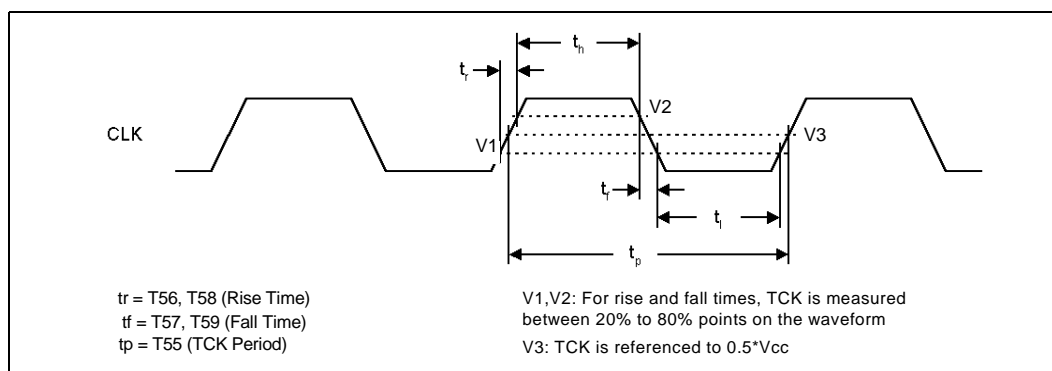 th
tr
V2
CLK
V1
V3
tf
tl
tp
tr = T56, T58 (Rise Time)
tf = T57, T59 (Fall Time)
tp = T55 (TCK Period)
V1,V2: For rise and fall times, TCK is measured
between 20% to 80% points on the waveform
V3: TCK is referenced to 0.5*Vcc